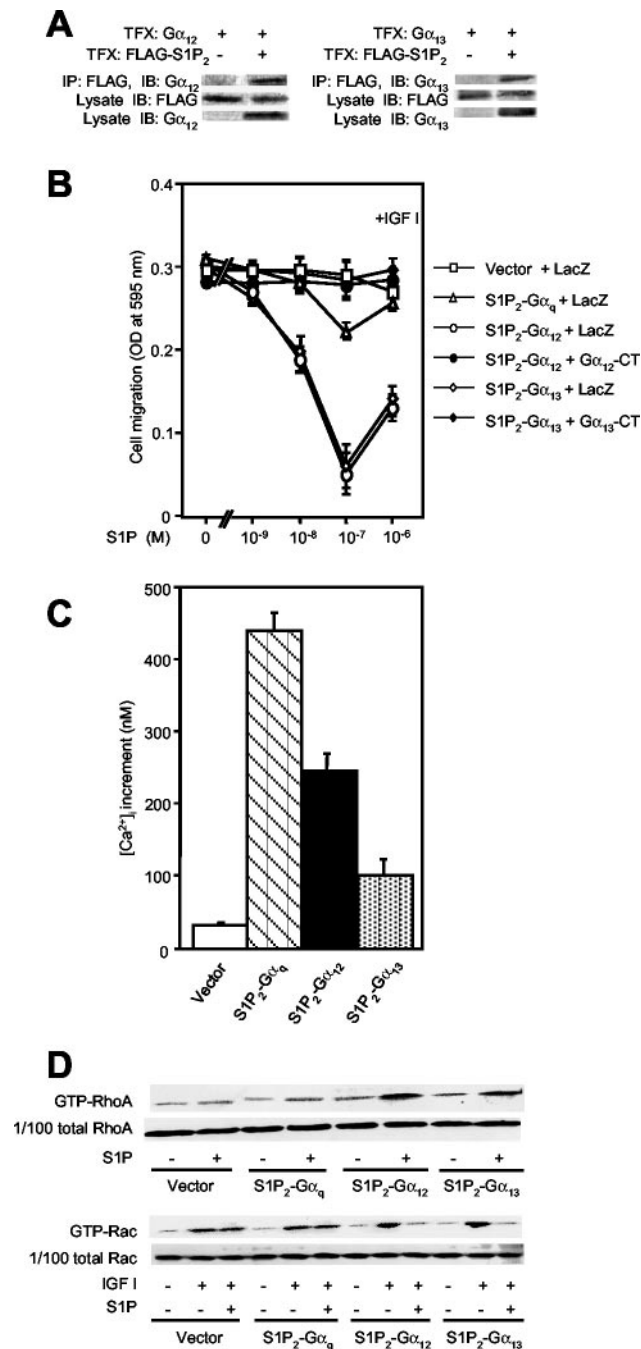 A
TFX: Gα12 + +
TFX: FLAG-S1P2 - +
IP: FLAG, IB: Gα12
Lysate IB: FLAG
Lysate IB: Gα12
TFX: Gα13 + +
TFX: FLAG-S1P2 - +
IP: FLAG, IB: Gα13
Lysate IB: FLAG
Lysate IB: Gα13
B
+IGF I
Cell migration (OD at 595 nm)
0.4
0.3
0.2
0.1
0
S1P (M) 0 10-9 10-8 10-7 10-6
Vector + LacZ
S1P2-Gαq + LacZ
S1P2-Gα12 + LacZ
S1P2-Gα12 + Gα12-CT
S1P2-Gα13 + LacZ
S1P2-Gα13 + Gα13-CT
C
[Ca2+]i increment (nM)
500
400
300
200
100
0
Vector
S1P2-Gαq
S1P2-Gα12
S1P2-Gα13
D
GTP-RhoA
1/100 total RhoA
S1P - + - + - + - +
Vector S1P2-Gαq S1P2-Gα12 S1P2-Gα13
GTP-Rac
1/100 total Rac
IGF I - + + - + + - + + - + +
S1P - - + - - + - - + - - +
Vector S1P2-Gαq S1P2-Gα12 S1P2-Gα13